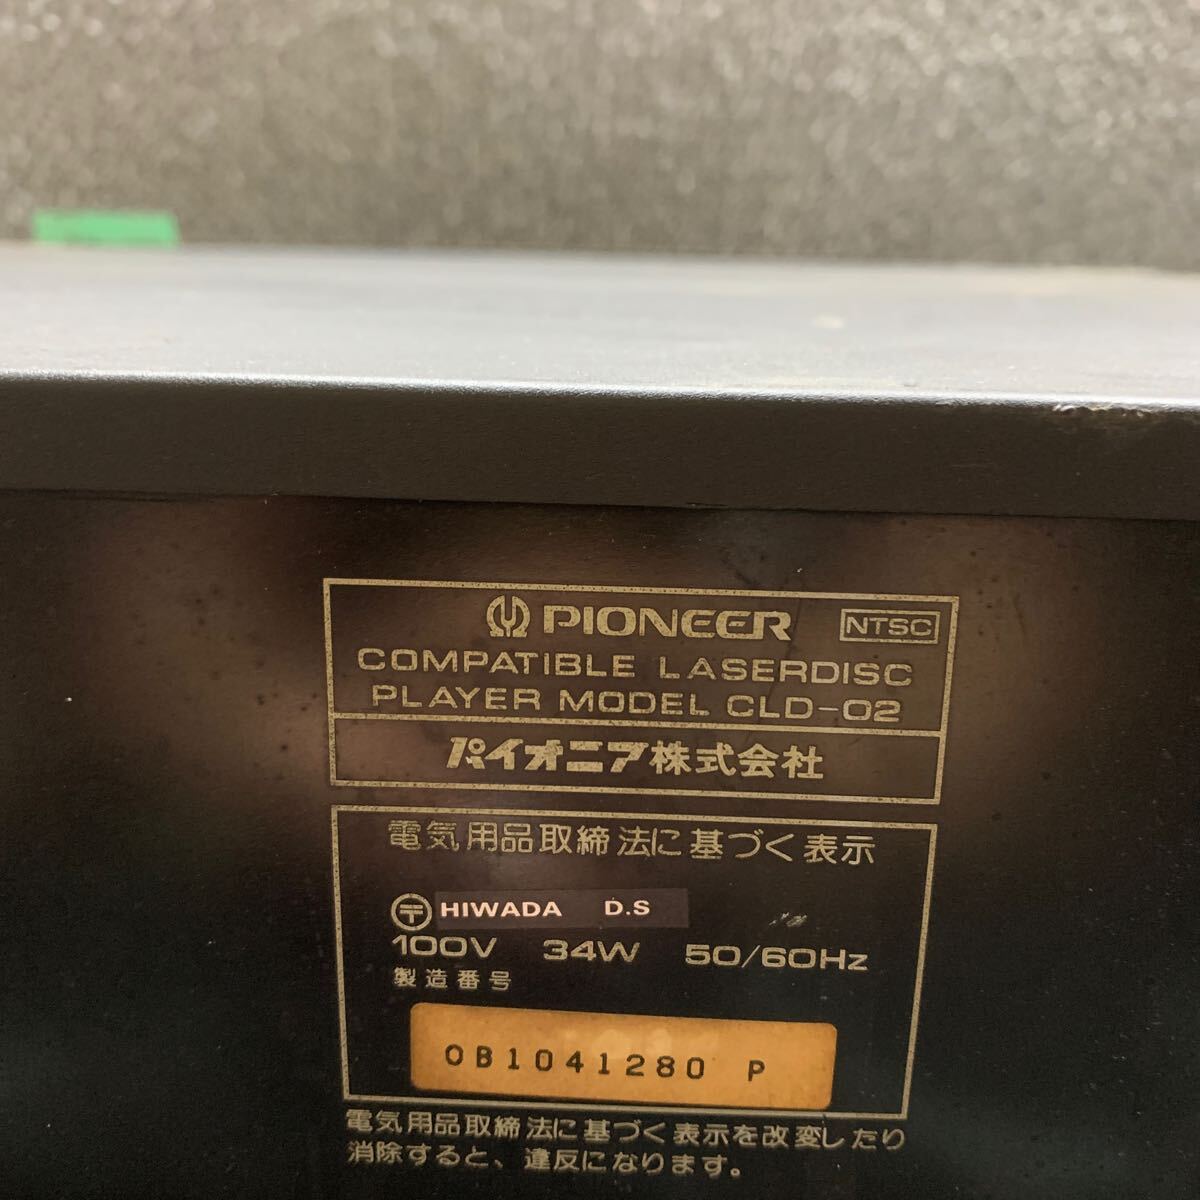 PIONEER NTSC
COMPATIBLE LASERDISC
PLAYER MODEL CLD-02
パイオニア株式会社
電気用品取締法に基づく表示
〒 HIWADA D.S
100V 34W 50/60Hz
製造番号
OB1041280 P
電気用品取締法に基づく表示を改変したり
消除すると、違反になります。